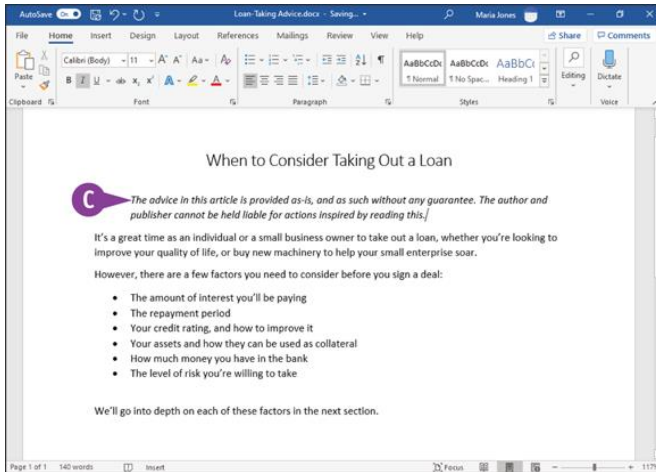 AutoSave On Loan-Taking Advice.docx - Saving... Maria Jones
File Home Insert Design Layout References Mailings Review View Help Share Comments
Calibri (Body) 11 A A Aa A
Paste B I U ab x x A A AaBbCcDc AaBbCcDc AaBbCc Editing Dictate
¶ Normal ¶ No Spac... Heading 1
Clipboard Font Paragraph Styles Voice
When to Consider Taking Out a Loan
C The advice in this article is provided as-is, and as such without any guarantee. The author and
publisher cannot be held liable for actions inspired by reading this.
It's a great time as an individual or a small business owner to take out a loan, whether you're looking to
improve your quality of life, or buy new machinery to help your small enterprise soar.
However, there are a few factors you need to consider before you sign a deal:
• The amount of interest you'll be paying
• The repayment period
• Your credit rating, and how to improve it
• Your assets and how they can be used as collateral
• How much money you have in the bank
• The level of risk you're willing to take
We'll go into depth on each of these factors in the next section.
Page 1 of 1 140 words Insert Focus 117%